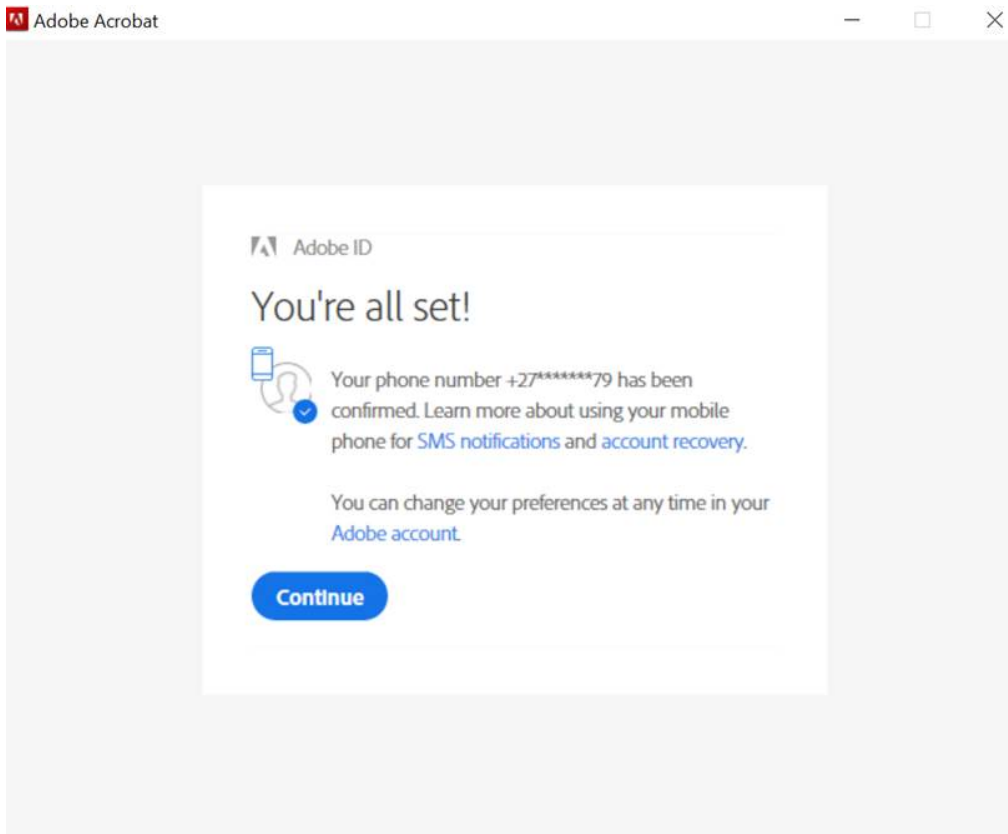 Adobe Acrobat
Adobe ID
You're all set!
Your phone number +27*******79 has been
confirmed. Learn more about using your mobile
phone for SMS notifications and account recovery.
You can change your preferences at any time in your
Adobe account.
Continue